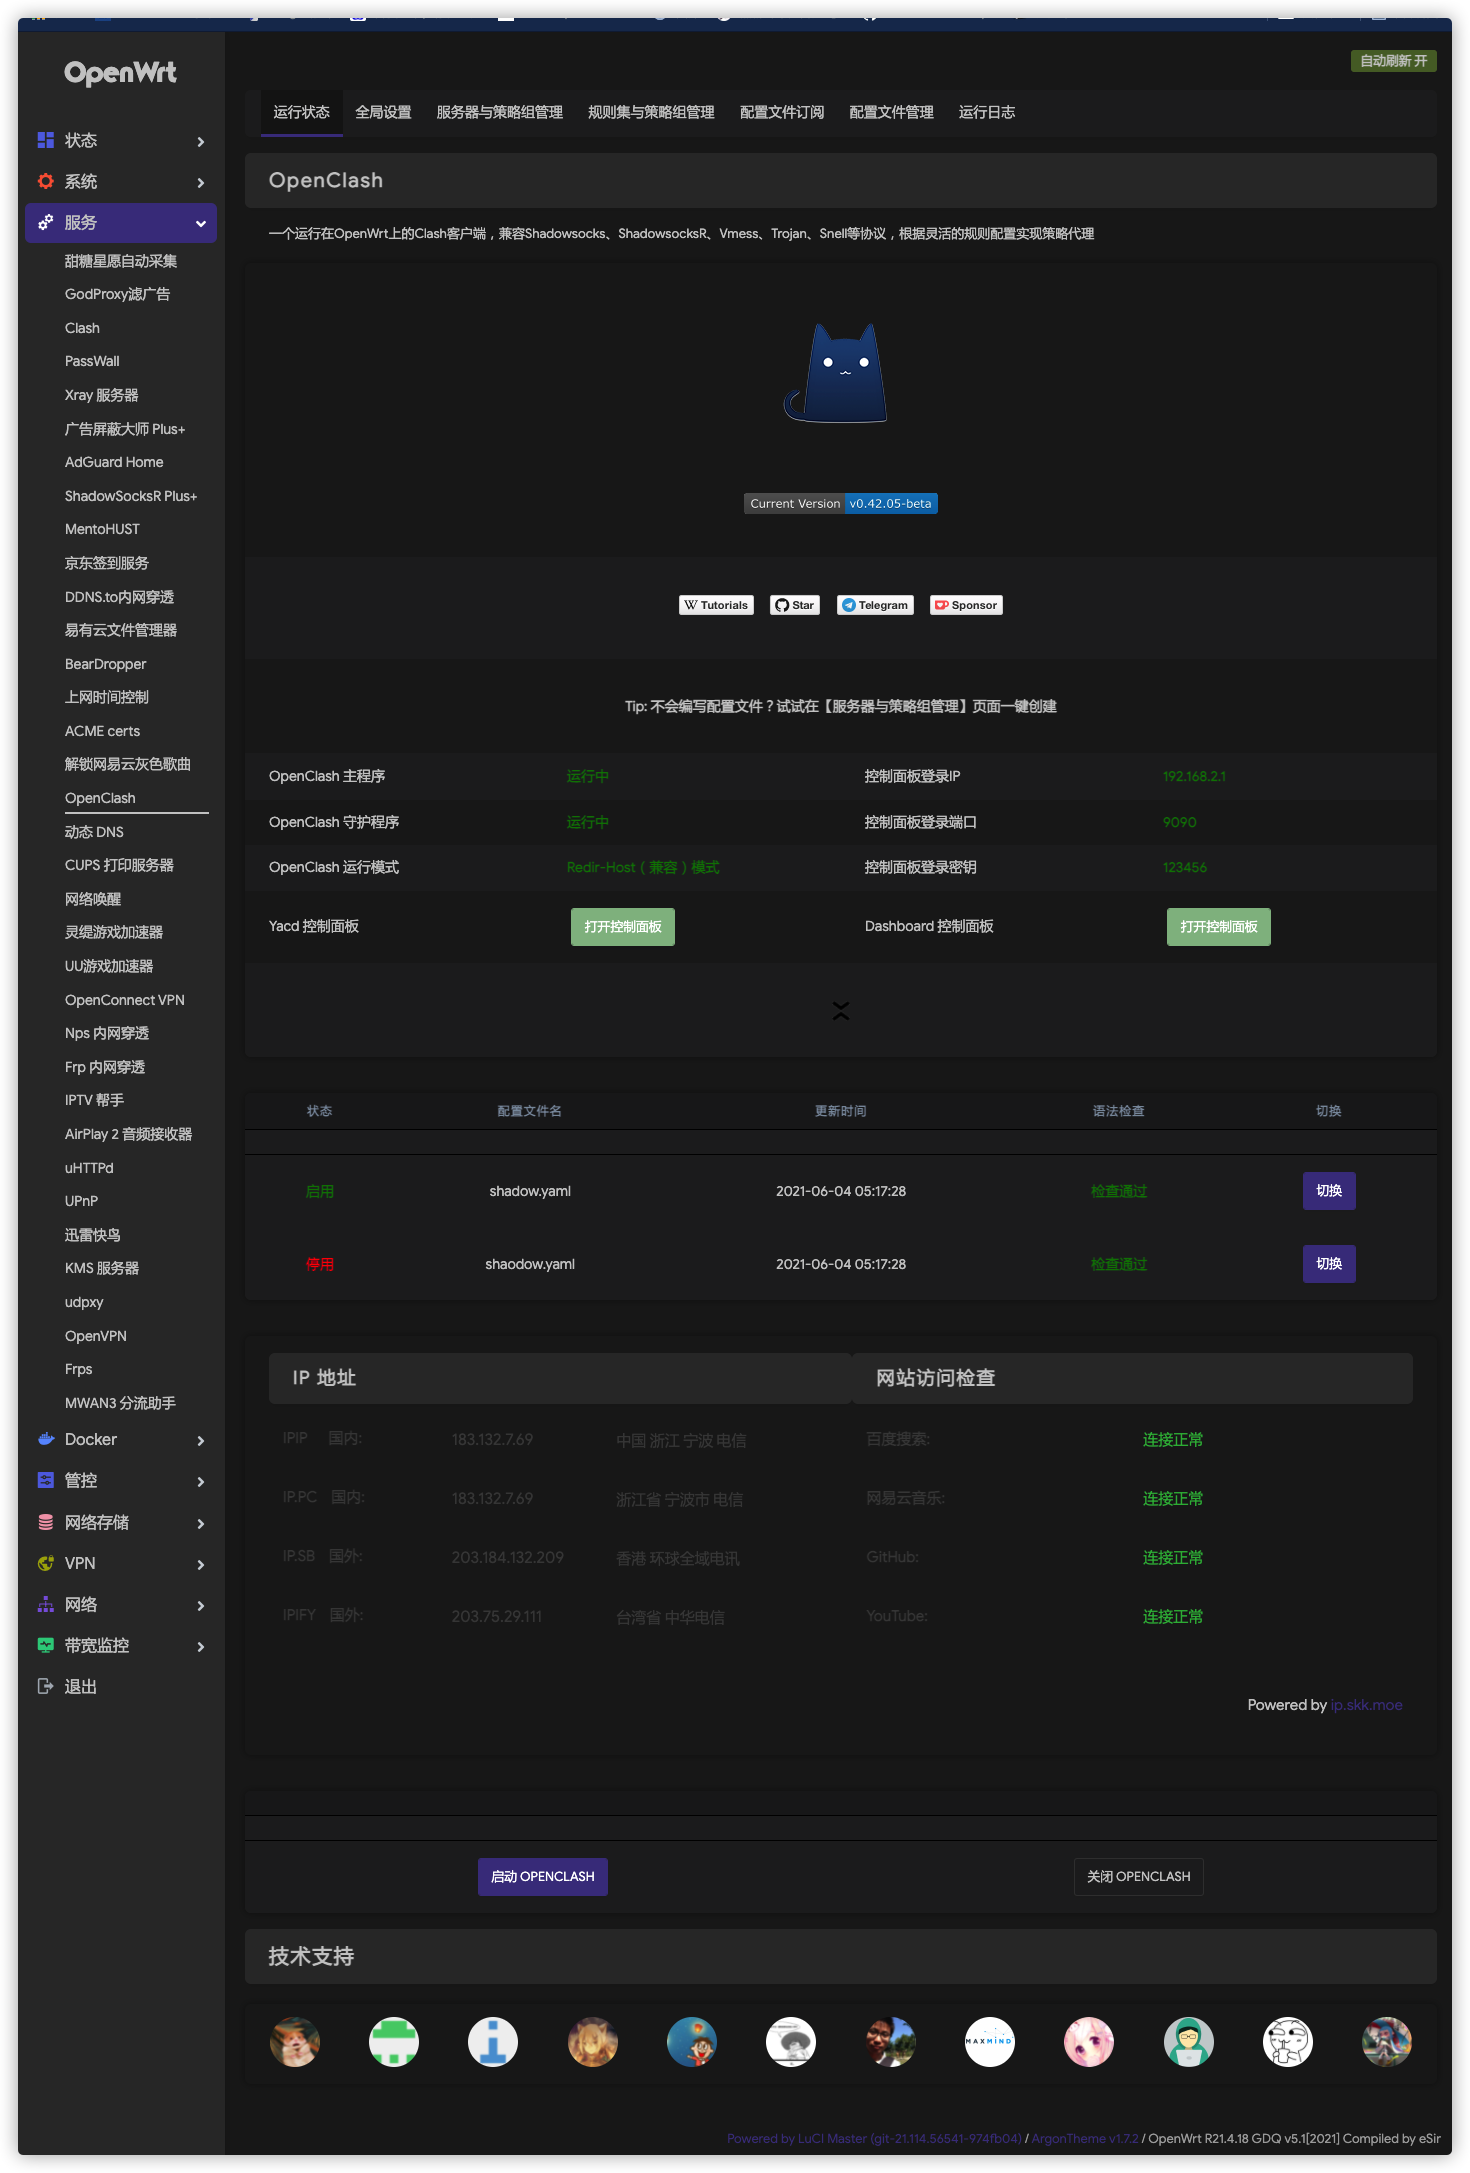 OpenWrt
自动刷新 开
状态
系统
服务
甜糖星愿自动采集
GodProxy滤广告
Clash
PassWall
Xray 服务器
广告屏蔽大师 Plus+
AdGuard Home
ShadowSocksR Plus+
MentoHUST
京东签到服务
DDNS.to内网穿透
易有云文件管理器
BearDropper
上网时间控制
ACME certs
解锁网易云灰色歌曲
OpenClash
动态 DNS
CUPS 打印服务器
网络唤醒
灵缇游戏加速器
UU游戏加速器
OpenConnect VPN
Nps 内网穿透
Frp 内网穿透
IPTV 帮手
AirPlay 2 音频接收器
uHTTPd
UPnP
迅雷快鸟
KMS 服务器
udpxy
OpenVPN
Frps
MWAN3 分流助手
Docker
管控
网络存储
VPN
网络
带宽监控
退出
运行状态 全局设置 服务器与策略组管理 规则集与策略组管理 配置文件订阅 配置文件管理 运行日志
OpenClash
一个运行在OpenWrt上的Clash客户端，兼容Shadowsocks、ShadowsocksR、Vmess、Trojan、Snell等协议，根据灵活的规则配置实现策略代理
Current Version v0.42.05-beta
Tutorials Star Telegram Sponsor
Tip: 不会编写配置文件？试试在【服务器与策略组管理】页面一键创建
OpenClash 主程序 运行中 控制面板登录IP 192.168.2.1
OpenClash 守护程序 运行中 控制面板登录端口 9090
OpenClash 运行模式 Redir-Host（兼容）模式 控制面板登录密钥 123456
Yacd 控制面板 打开控制面板 Dashboard 控制面板 打开控制面板
状态 配置文件名 更新时间 语法检查 切换
启用 shadow.yaml 2021-06-04 05:17:28 检查通过 切换
停用 shaodow.yaml 2021-06-04 05:17:28 检查通过 切换
IP 地址 网站访问检查
IPIP 国内: 183.132.7.69 中国 浙江 宁波 电信 百度搜索: 连接正常
IP.PC 国内: 183.132.7.69 浙江省 宁波市 电信 网易云音乐: 连接正常
IP.SB 国外: 203.184.132.209 香港 环球全域电讯 GitHub: 连接正常
IPIFY 国外: 203.75.29.111 台湾省 中华电信 YouTube: 连接正常
Powered by ip.skk.moe
启动 OPENCLASH 关闭 OPENCLASH
技术支持
MAXMIND
Powered by LuCI Master (git-21.114.56541-974fb04) / ArgonTheme v1.7.2 / OpenWrt R21.4.18 GDQ v5.1[2021] Compiled by eSir